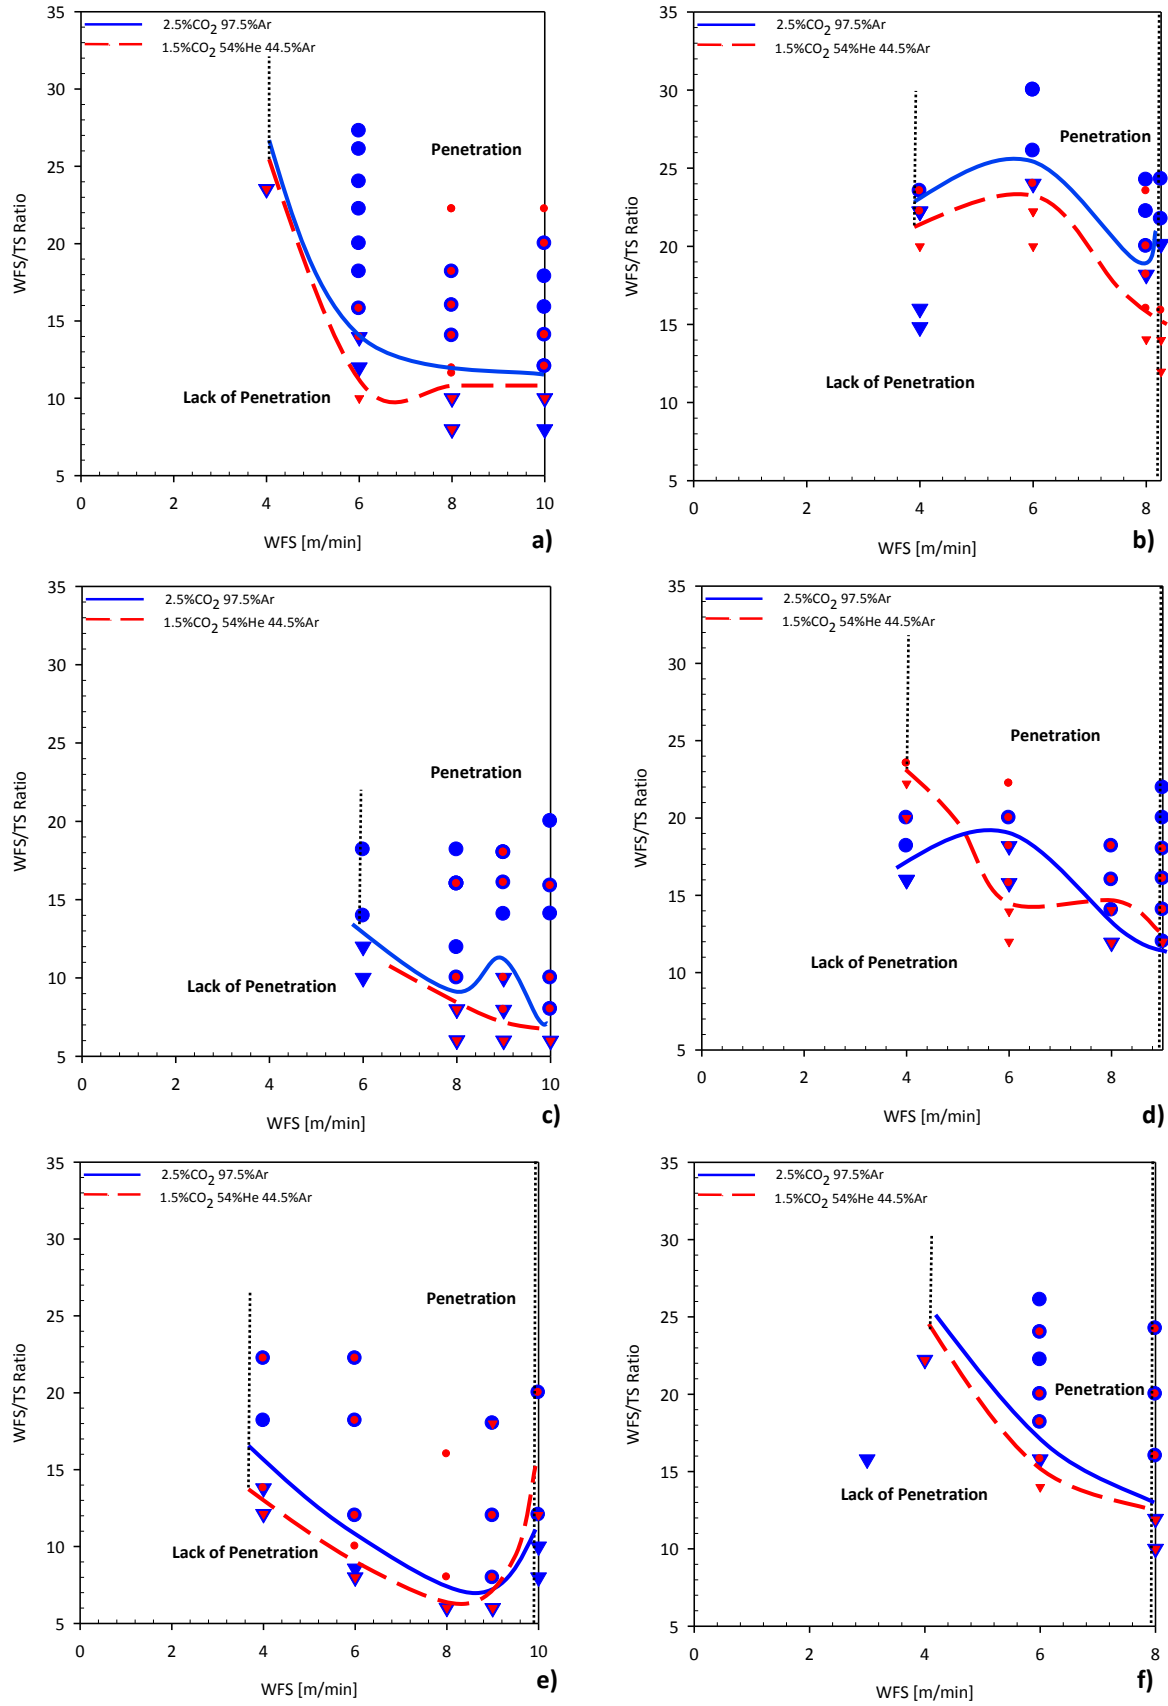 35
2.5%CO2 97.5%Ar
1.5%CO2 54%He 44.5%Ar
30
Penetration
25
WFS/TS Ratio
20
15
Lack of Penetration
10
5
0 2 4 6 8 10
WFS [m/min]
a)
35
2.5%CO2 97.5%Ar
1.5%CO2 54%He 44.5%Ar
30
Penetration
25
WFS/TS Ratio
20
15
Lack of Penetration
10
5
0 2 4 6 8
WFS [m/min]
b)
35
2.5%CO2 97.5%Ar
1.5%CO2 54%He 44.5%Ar
30
25
Penetration
WFS/TS Ratio
20
15
Lack of Penetration
10
5
0 2 4 6 8 10
WFS [m/min]
c)
35
2.5%CO2 97.5%Ar
1.5%CO2 54%He 44.5%Ar
30
25
Penetration
WFS/TS Ratio
20
15
Lack of Penetration
10
5
0 2 4 6 8
WFS [m/min]
d)
35
2.5%CO2 97.5%Ar
1.5%CO2 54%He 44.5%Ar
30
Penetration
25
WFS/TS Ratio
20
15
Lack of Penetration
10
5
0 2 4 6 8 10
WFS [m/min]
e)
35
2.5%CO2 97.5%Ar
1.5%CO2 54%He 44.5%Ar
30
25
WFS/TS Ratio
20
Penetration
15
Lack of Penetration
10
5
0 2 4 6 8
WFS [m/min]
f)